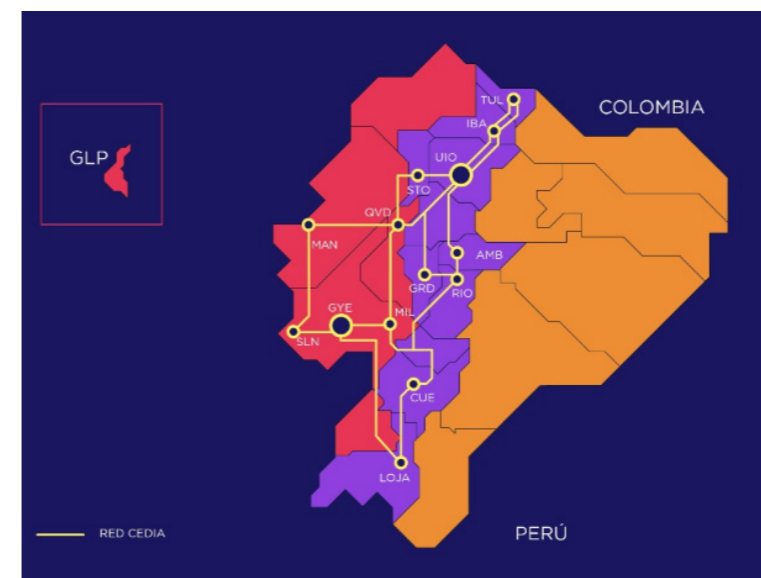 TUL
COLOMBIA
IBA
GLP
UIO
STO
QVD
MAN
AMB
GRD
RIO
GYE
MIL
SLN
CUE
LOJA
RED CEDIA
PERÚ